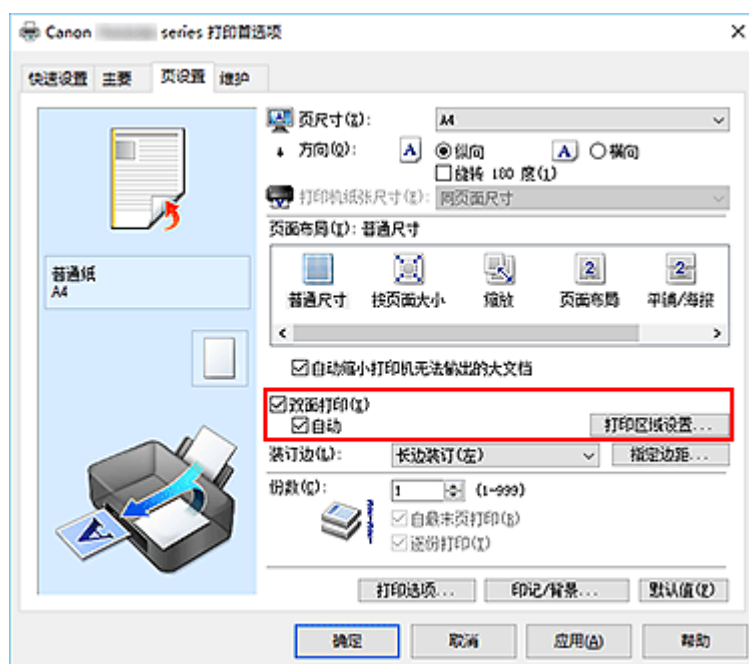 Canon series 打印首选项
快速设置 主要 页设置 维护
页尺寸(Z): A4
方向(O): A 纵向 A 横向
旋转 180 度(1)
打印机纸张尺寸(E): 同页面尺寸
页面布局(I): 普通尺寸
普通尺寸 按页面大小 缩放 页面布局 平铺/海报
自动缩小打印机无法输出的大文档
普通纸
A4
双面打印(X)
自动 打印区域设置...
装订边(L): 长边装订(左) 指定边距...
份数(C): 1 (1-999)
自最末页打印(B)
逐份打印(T)
打印选项... 印记/背景... 默认值(Z)
确定 取消 应用(A) 帮助